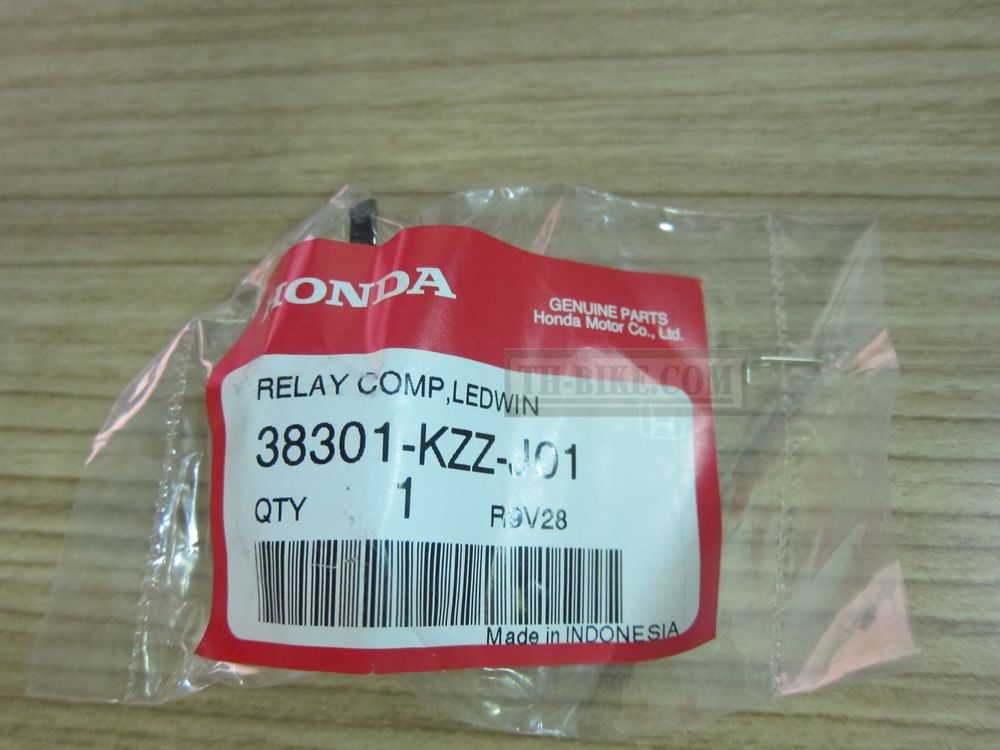 HONDA
GENUINE PARTS
Honda Motor Co., Ltd.
TH-BIKE.COM
RELAY COMP,LEDWIN
38301-KZZ-J01
QTY 1 R9V28
Made in INDONESIA